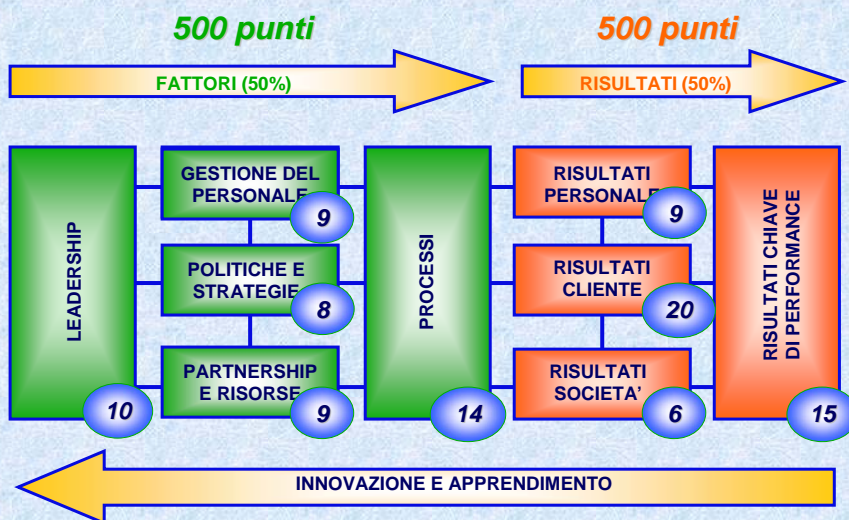 500 punti
500 punti
FATTORI (50%)
RISULTATI (50%)
LEADERSHIP
10
GESTIONE DEL
PERSONALE
9
POLITICHE E
STRATEGIE
8
PARTNERSHIP
E RISORSE
9
PROCESSI
14
RISULTATI
PERSONALE
9
RISULTATI
CLIENTE
20
RISULTATI
SOCIETA’
6
RISULTATI CHIAVE
DI PERFORMANCE
15
INNOVAZIONE E APPRENDIMENTO